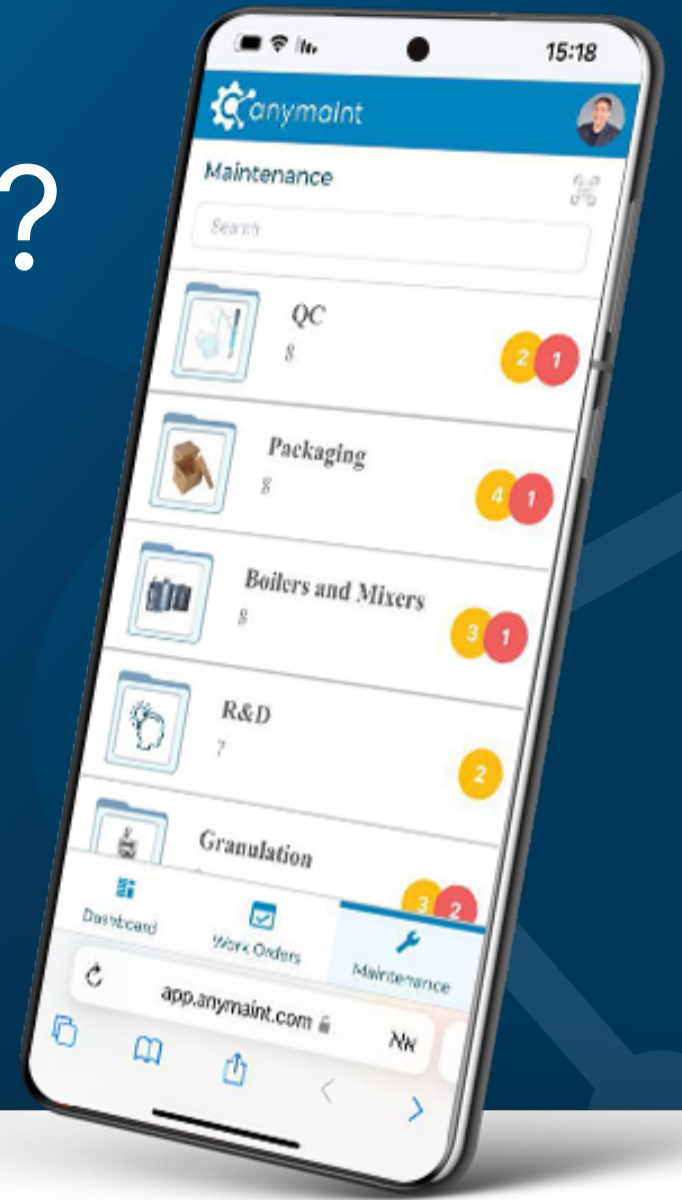 ?
15:18
anymaint
Maintenance
Search
QC
8
2 1
Packaging
8
4 1
Boilers and Mixers
8
3 1
R&D
7
2
Granulation
3 2
Dashboard
Work Orders
Maintenance
app.anymaint.com
אא